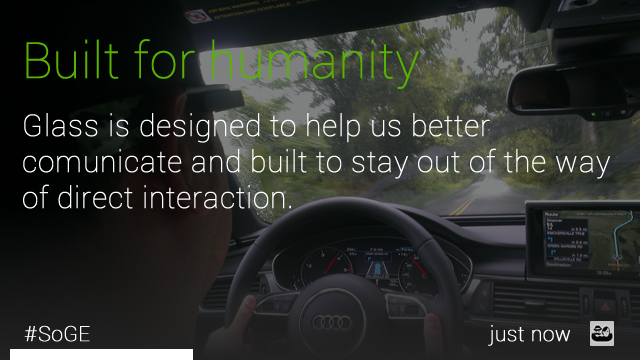 Built for humanity
Glass is designed to help us better
comunicate and built to stay out of the way
of direct interaction.
#SoGE
just now